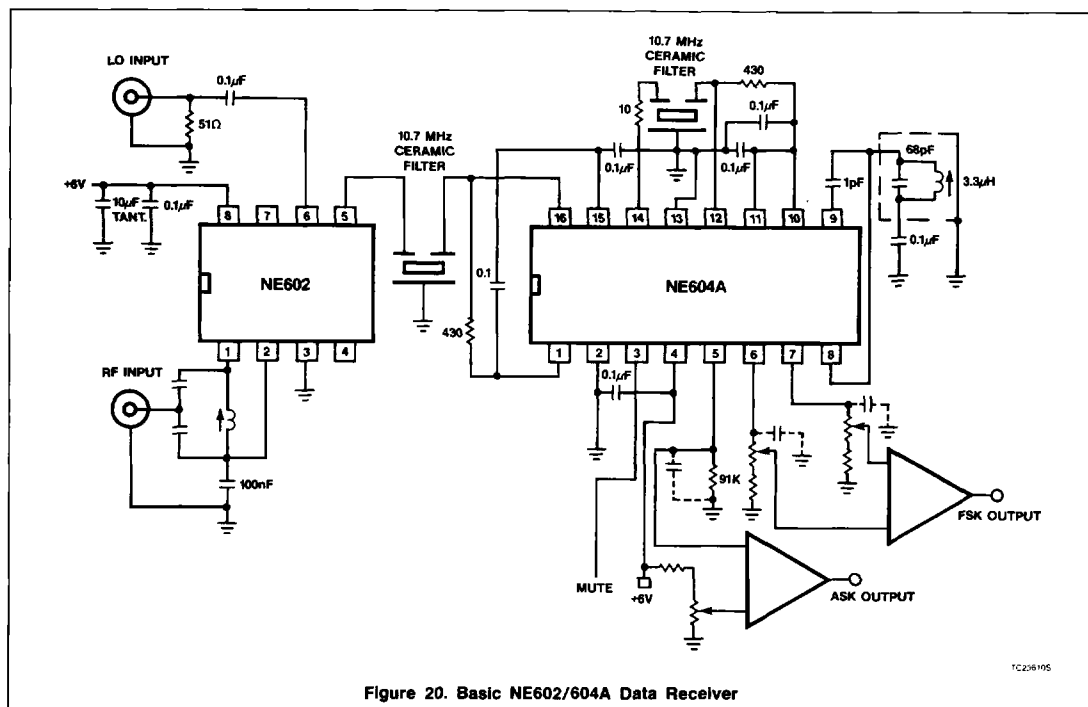 LO INPUT
0.1μF
51Ω
+6V
10μF
TANT.
0.1μF
8
7
6
5
NE602
1
2
3
4
RF INPUT
100nF
10.7 MHz
CERAMIC
FILTER
10.7 MHz
CERAMIC
FILTER
430
10
0.1μF
0.1μF
0.1μF
1pF
68pF
3.3μH
0.1μF
16
15
14
13
12
11
10
9
NE604A
0.1
430
1
2
3
4
5
6
7
8
0.1μF
91K
MUTE
+6V
FSK OUTPUT
ASK OUTPUT
Figure 20. Basic NE602/604A Data Receiver